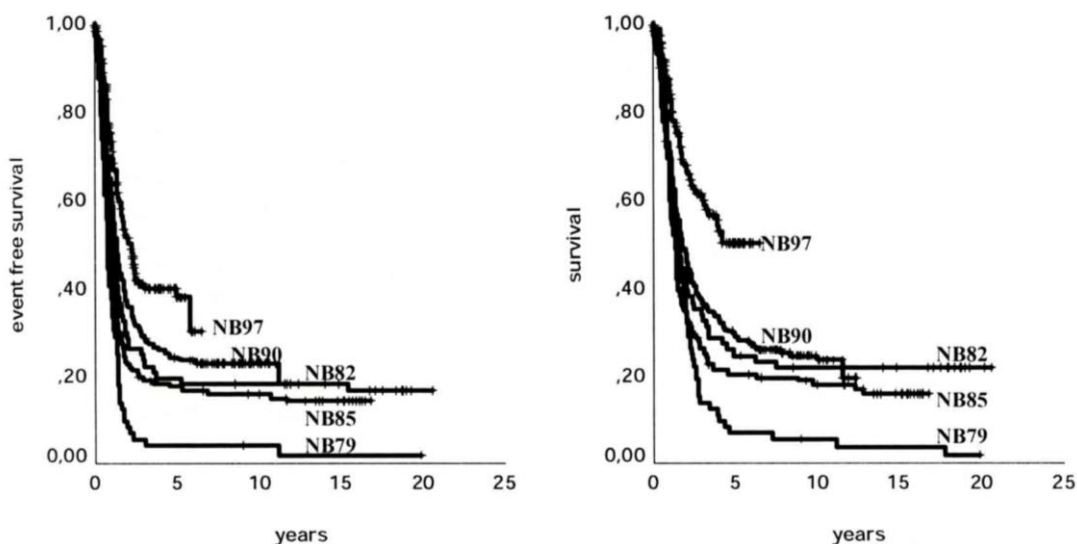 1,00
,80
,60
,40
,20
0,00
event free survival
0
5
10
15
20
25
years
NB97
NB90
NB82
NB85
NB79
1,00
,80
,60
,40
,20
0,00
survival
0
5
10
15
20
25
years
NB97
NB90
NB82
NB85
NB79